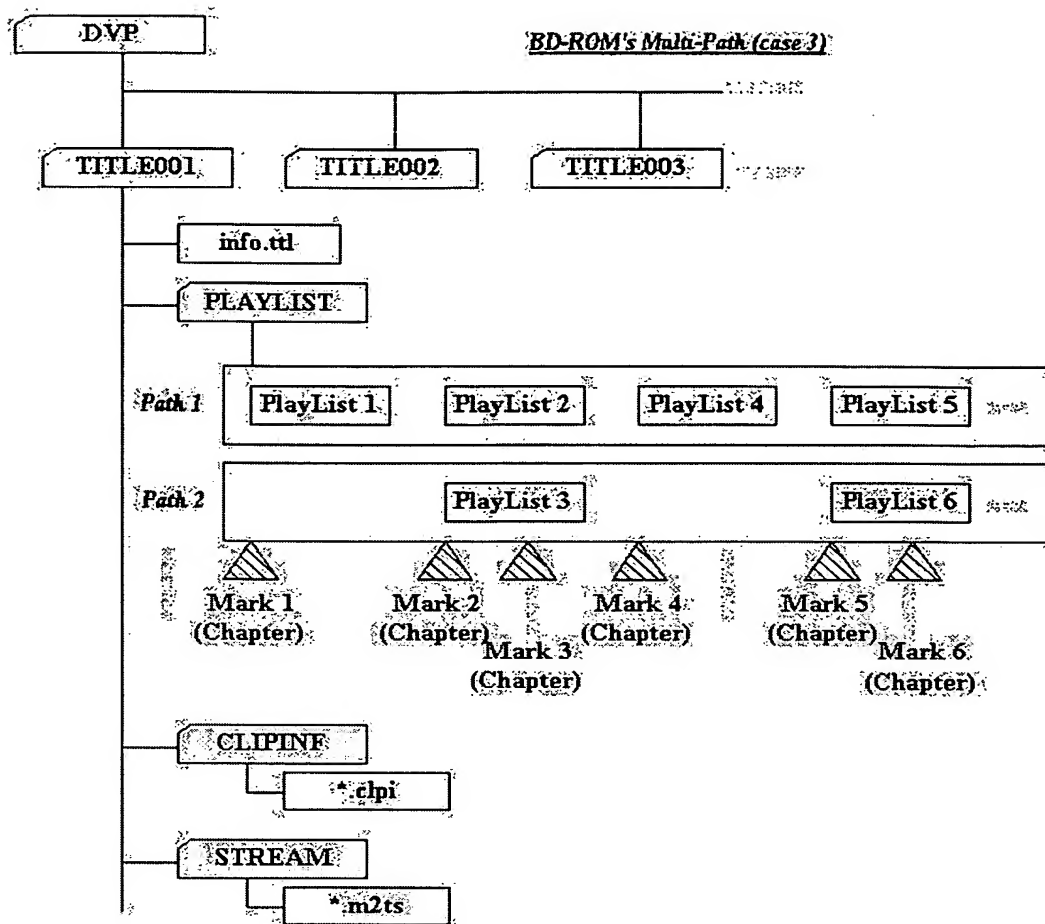 DVP
BD-ROM's Multi-Path (case 3)
TITLE001
TITLE002
TITLE003
info.ttl
PLAYLIST
Path 1
PlayList 1
PlayList 2
PlayList 4
PlayList 5
Path 2
PlayList 3
PlayList 6
Mark 1
(Chapter)
Mark 2
(Chapter)
Mark 3
(Chapter)
Mark 4
(Chapter)
Mark 5
(Chapter)
Mark 6
(Chapter)
CLIPINF
*.clpi
STREAM
*.m2ts